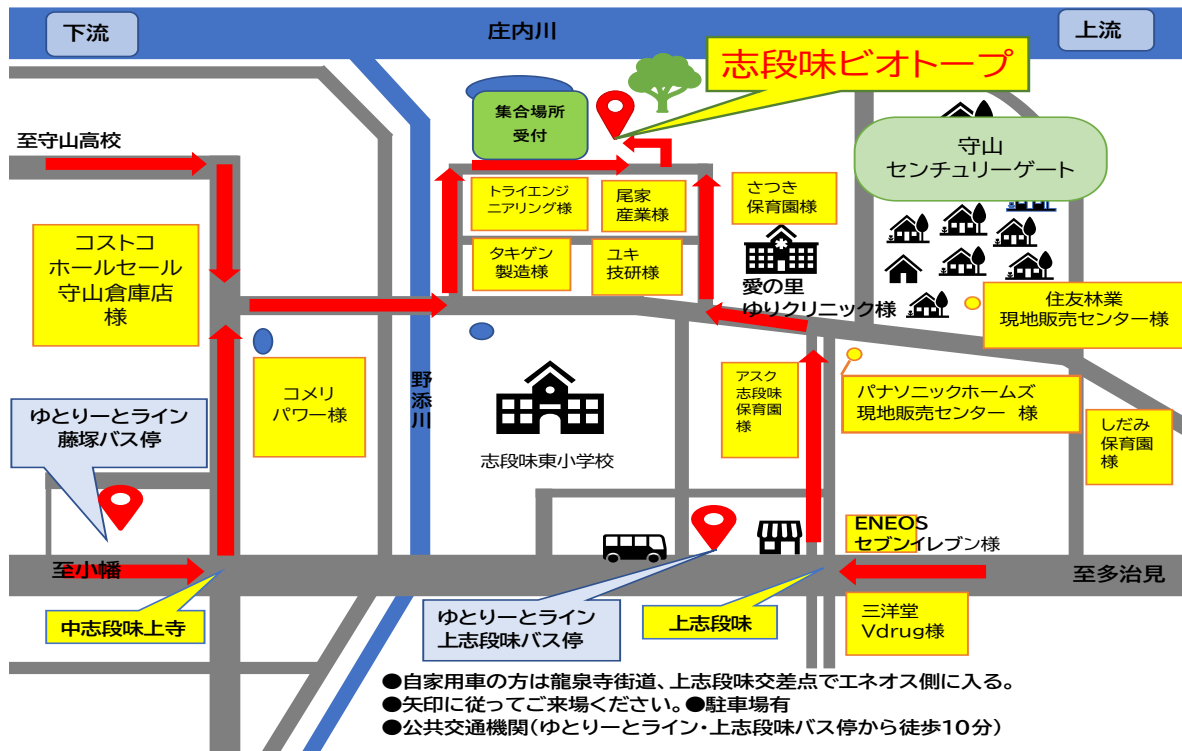 下流
庄内川
上流
志段味ビオトープ
集合場所
受付
至守山高校
守山
センチュリーゲート
トライエンジ
ニアリング様
尾家
産業様
さつき
保育園様
コストコ
ホールセール
守山倉庫店
様
タキゲン
製造様
ユキ
技研様
愛の里
ゆりクリニック様
住友林業
現地販売センター様
コメリ
パワー様
野添川
アスク
志段味
保育園
様
パナソニックホームズ
現地販売センター 様
ゆとりーとライン
藤塚バス停
しだみ
保育園
様
志段味東小学校
ENEOS
セブンイレブン様
至小幡
至多治見
中志段味上寺
ゆとりーとライン
上志段味バス停
上志段味
三洋堂
Vdrug様
●自家用車の方は龍泉寺街道、上志段味交差点でエネオス側に入る。
●矢印に従ってご来場ください。●駐車場有
●公共交通機関(ゆとりーとライン・上志段味バス停から徒歩10分)